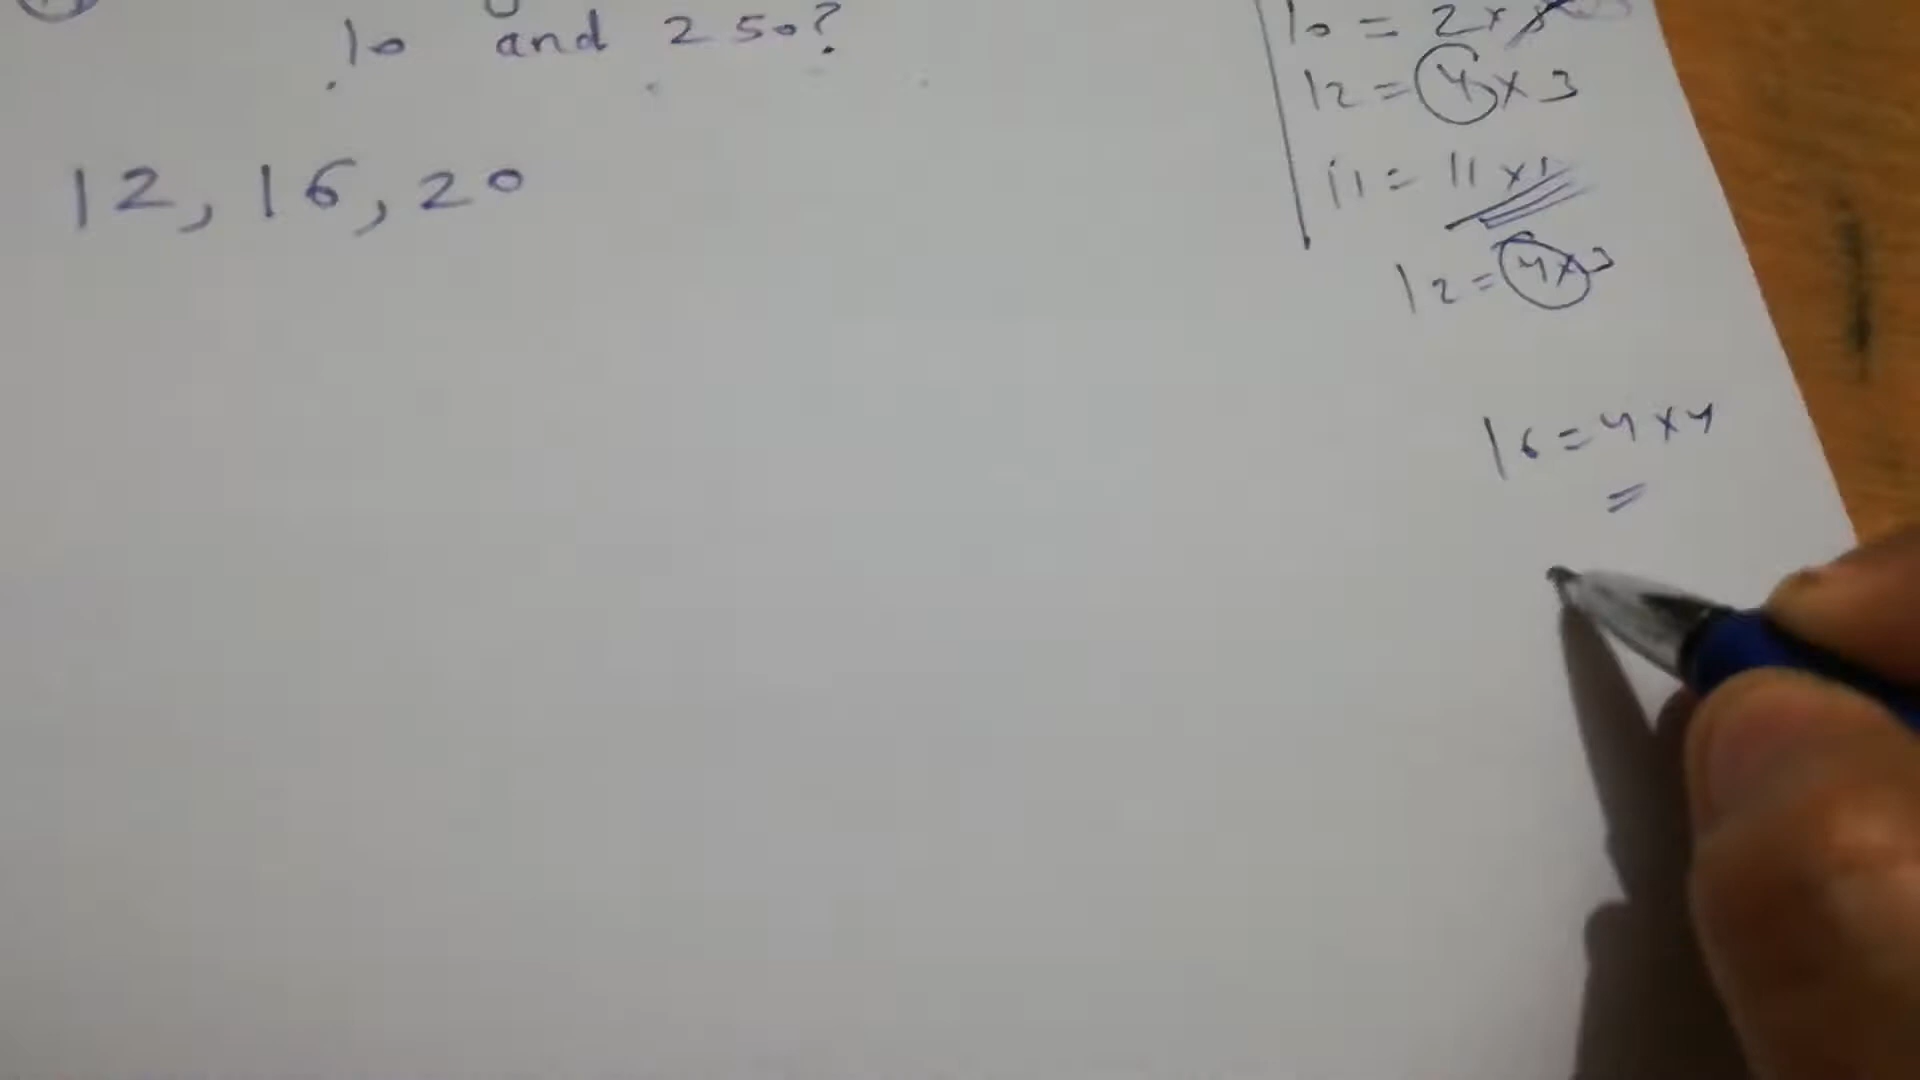 10 and 250?
12, 16, 20
10 = 2 ×
12 = 4 × 3
11 = 11 × 1
12 = 4 × 3
16 = 4 × 4
=